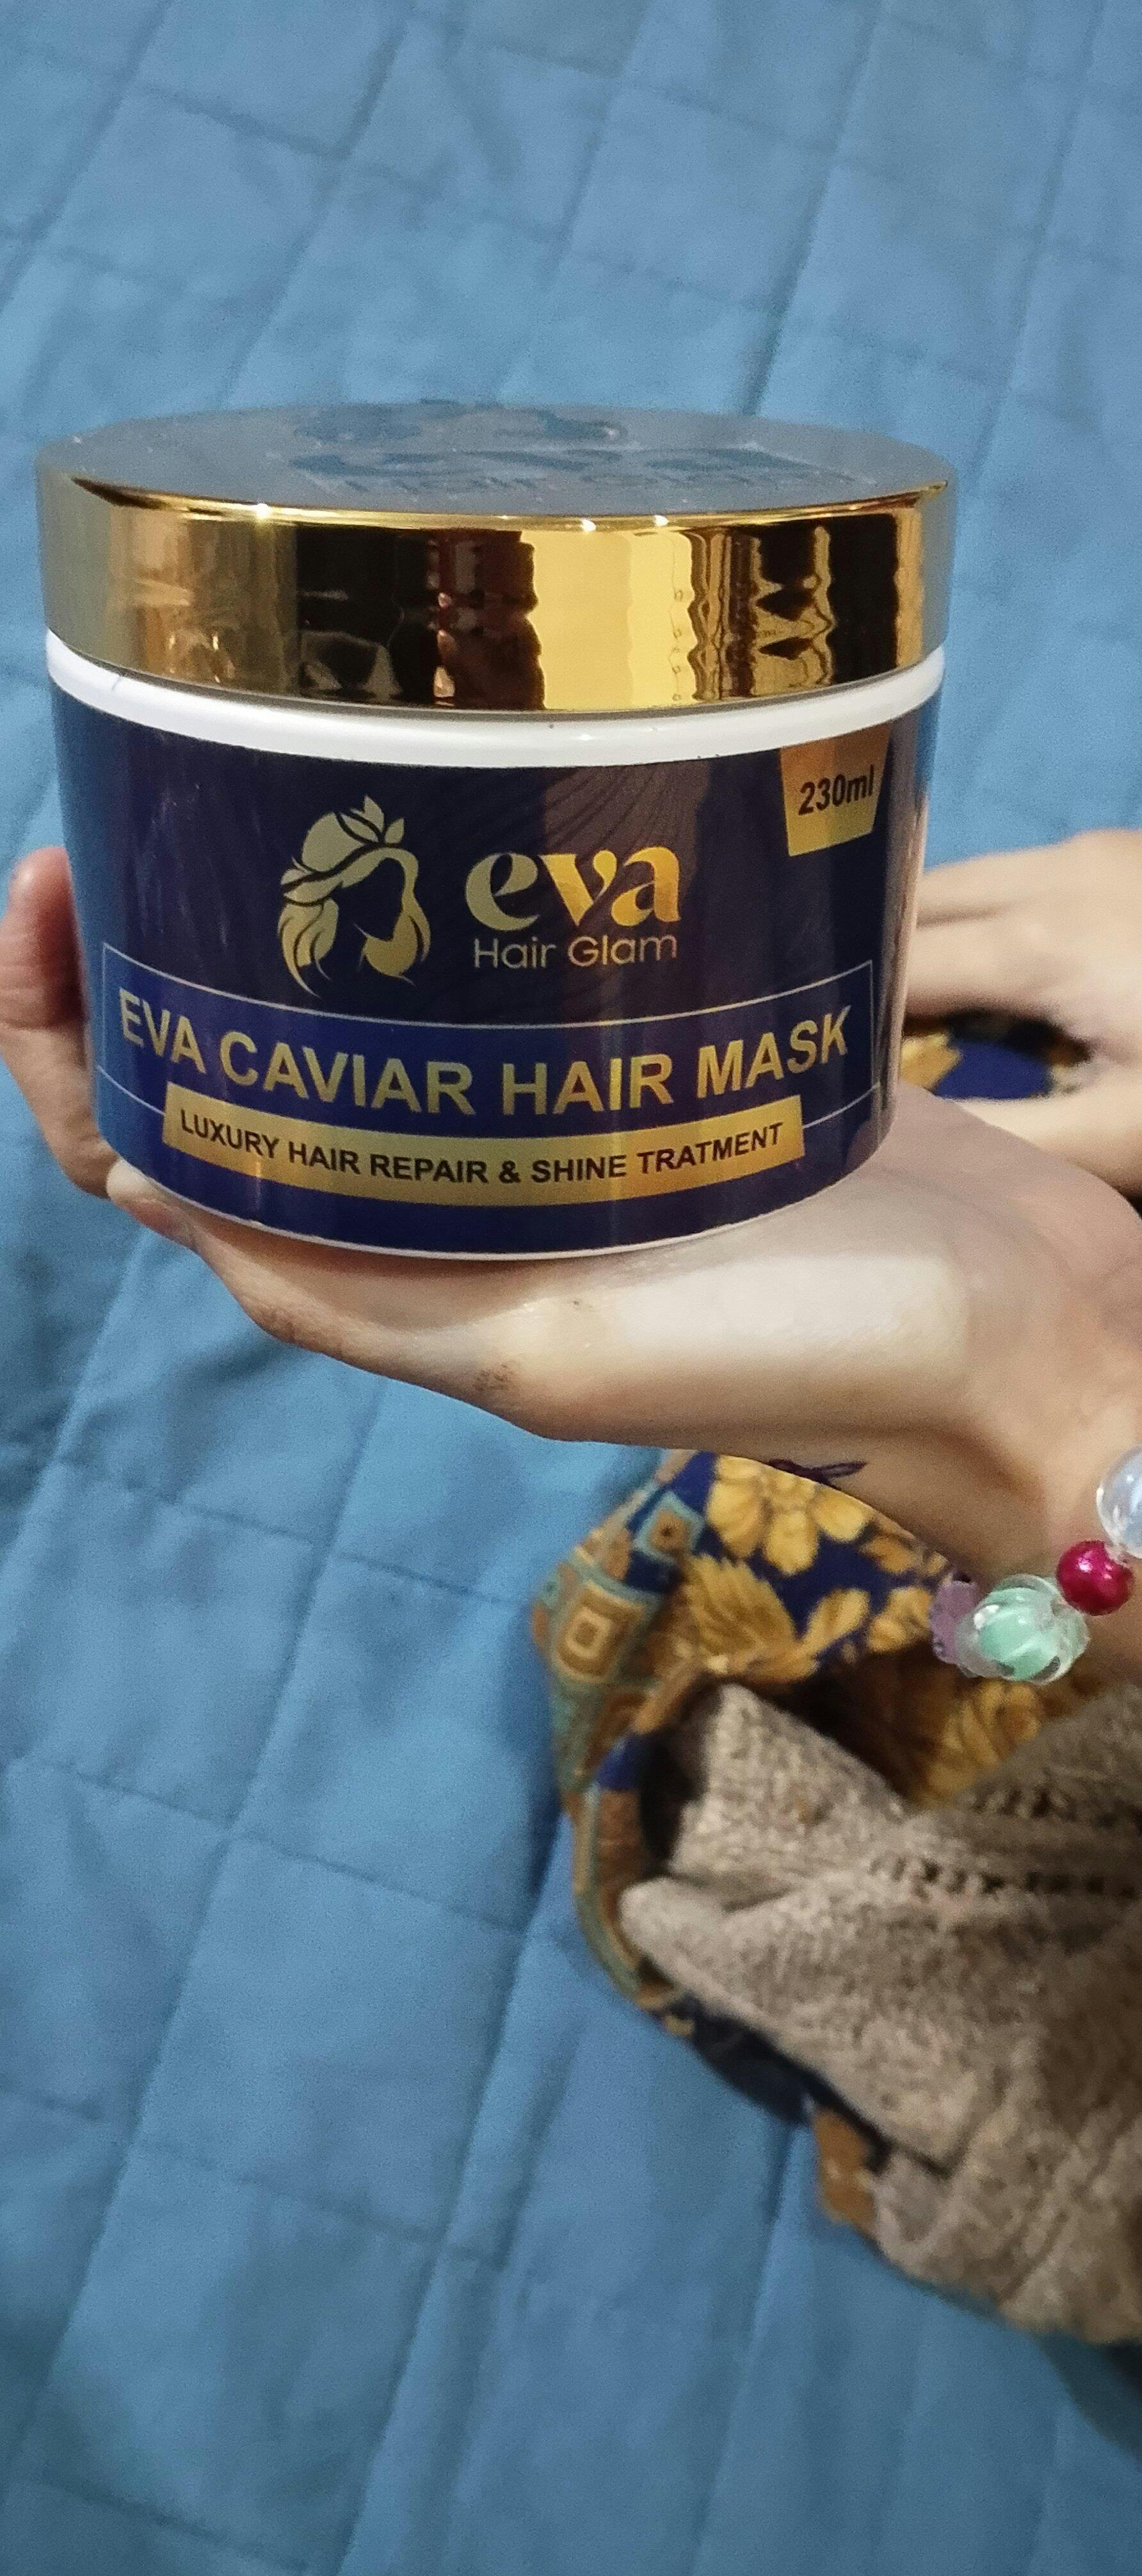 230ml
eva
Hair Glam
EVA CAVIAR HAIR MASK
LUXURY HAIR REPAIR & SHINE TRATMENT